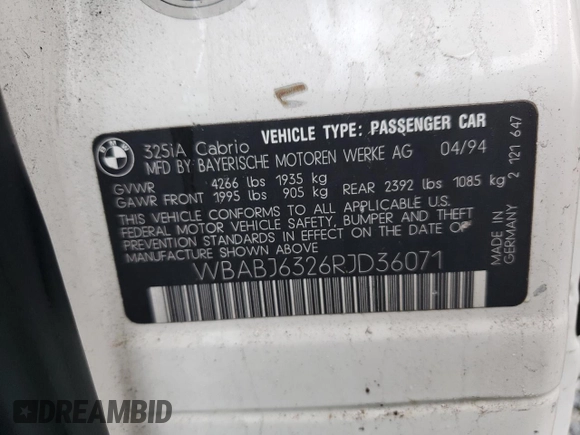 BMW
325iA Cabrio VEHICLE TYPE: PASSENGER CAR
MFD BY: BAYERISCHE MOTOREN WERKE AG 04/94
GVWR 4266 lbs 1935 kg
GAWR FRONT 1995 lbs 905 kg REAR 2392 lbs 1085 kg
THIS VEHICLE CONFORMS TO ALL APPLICABLE U.S.
FEDERAL MOTOR VEHICLE SAFETY, BUMPER AND THEFT
PREVENTION STANDARDS IN EFFECT ON THE DATE OF
MANUFACTURE SHOWN ABOVE.
WBABJ6326RJD36071
MADE IN
GERMANY
2 121 647
DREAMBID